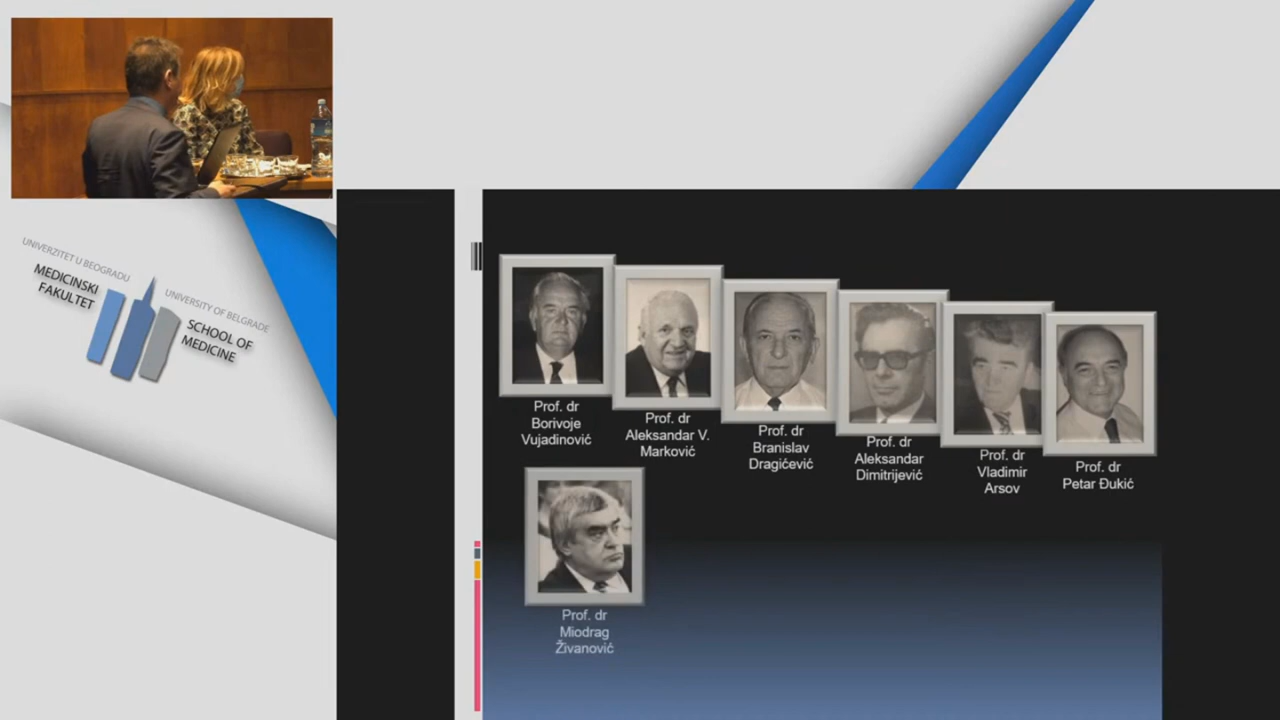 UNIVERZITET U BEOGRADU
MEDICINSKI
FAKULTET
UNIVERSITY OF BELGRADE
SCHOOL OF
MEDICINE
Prof. dr
Borivoje
Vujadinović
Prof. dr
Aleksandar V.
Marković
Prof. dr
Branislav
Dragićević
Prof. dr
Aleksandar
Dimitrijević
Prof. dr
Vladimir
Arsov
Prof. dr
Petar Đukić
Prof. dr
Miodrag
Živanović